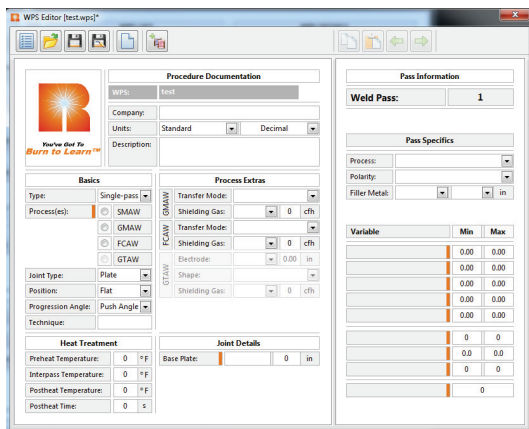 WPS Editor [test.wps]*
Procedure Documentation
WPS: test
Company:
Units: Standard Decimal
Description:
You've Got To
Burn to Learn™
Basics
Type: Single-pass
Process(es): SMAW
GMAW
FCAW
GTAW
Joint Type: Plate
Position: Flat
Progression Angle: Push Angle
Technique:
Process Extras
GMAW
Transfer Mode:
Shielding Gas: 0 cfh
FCAW
Transfer Mode:
Shielding Gas: 0 cfh
GTAW
Electrode: 0.00 in
Shape:
Shielding Gas: 0 cfh
Heat Treatment
Preheat Temperature: 0 °F
Interpass Temperature: 0 °F
Postheat Temperature: 0 °F
Postheat Time: 0 s
Joint Details
Base Plate: 0 in
Pass Information
Weld Pass: 1
Pass Specifics
Process:
Polarity:
Filler Metal: in
Variable Min Max
0.00 0.00
0.00 0.00
0.00 0.00
0.00 0.00
0.00 0.00
0 0
0.0 0.0
0 0
0